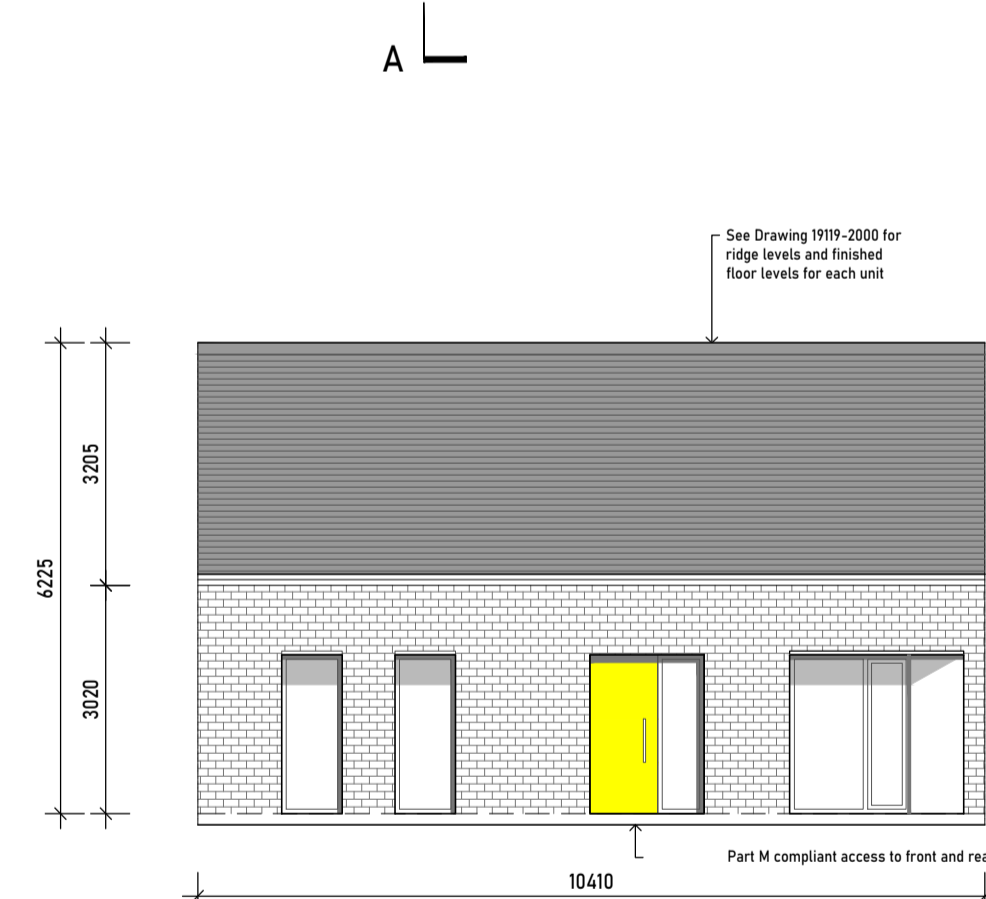 A
See Drawing 19119-2000 for
ridge levels and finished
floor levels for each unit
3205
6225
3020
Part M compliant access to front and rea
10410